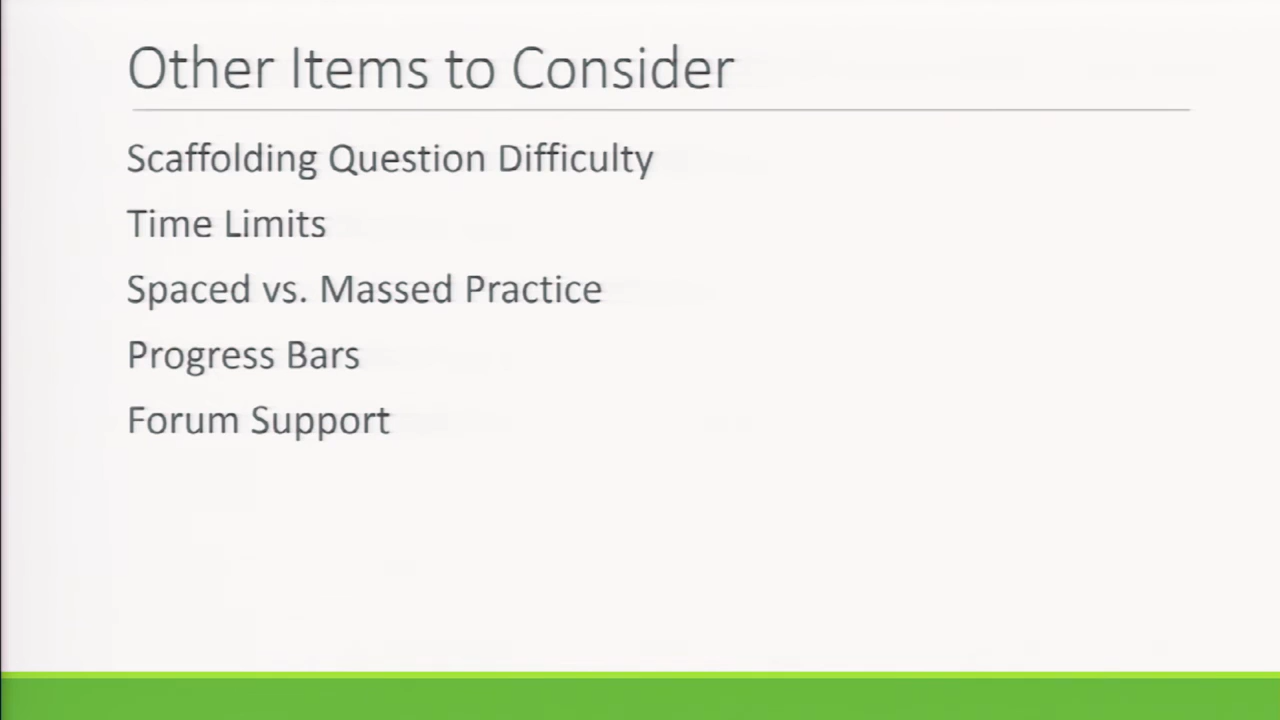 Other Items to Consider
Scaffolding Question Difficulty
Time Limits
Spaced vs. Massed Practice
Progress Bars
Forum Support